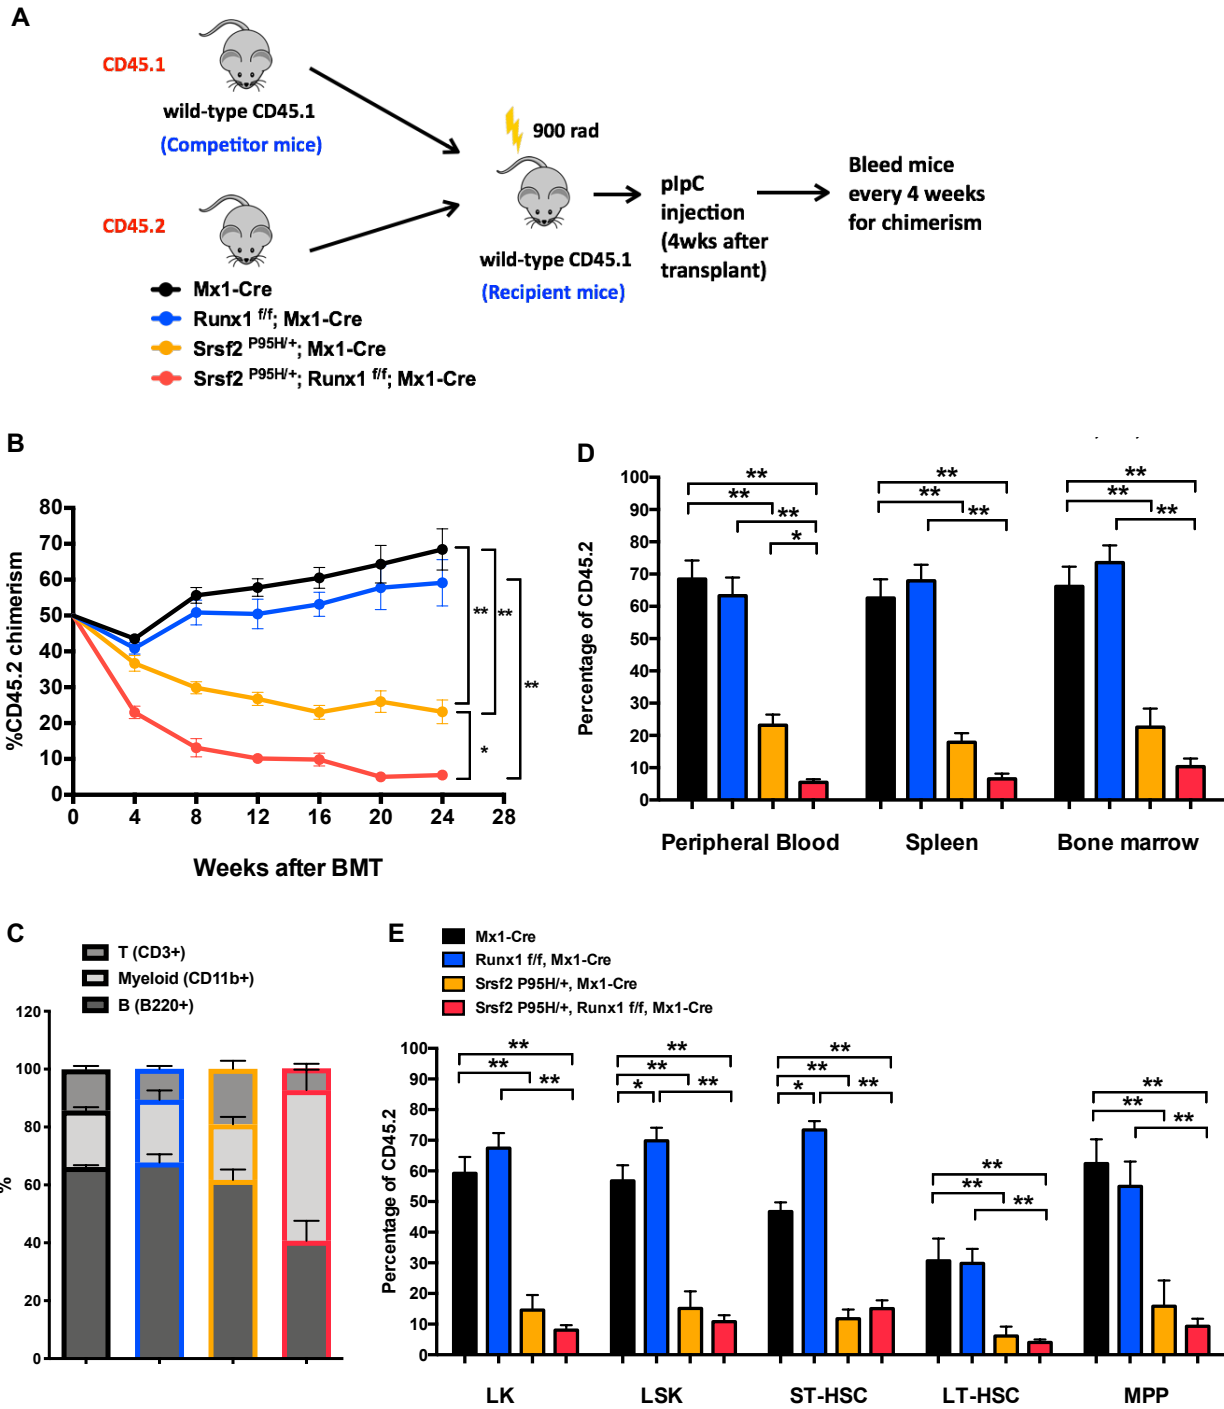 A
CD45.1
wild-type CD45.1
(Competitor mice)
900 rad
CD45.2
wild-type CD45.1
(Recipient mice)
pIpC
injection
(4wks after
transplant)
Bleed mice
every 4 weeks
for chimerism
Mx1-Cre
Runx1 f/f; Mx1-Cre
Srsf2 P95H/+; Mx1-Cre
Srsf2 P95H/+; Runx1 f/f; Mx1-Cre
B
%CD45.2 chimerism
80
70
60
50
40
30
20
10
0
0 4 8 12 16 20 24 28
Weeks after BMT
**
**
**
*
D
Percentage of CD45.2
100
90
80
70
60
50
40
30
20
10
0
**
**
**
*
**
**
**
**
**
**
Peripheral Blood Spleen Bone marrow
C
T (CD3+)
Myeloid (CD11b+)
B (B220+)
%
120
100
80
60
40
20
0
E
Mx1-Cre
Runx1 f/f, Mx1-Cre
Srsf2 P95H/+, Mx1-Cre
Srsf2 P95H/+, Runx1 f/f, Mx1-Cre
Percentage of CD45.2
100
90
80
70
60
50
40
30
20
10
0
**
**
**
**
**
* **
**
**
* **
**
**
**
**
**
**
LK LSK ST-HSC LT-HSC MPP